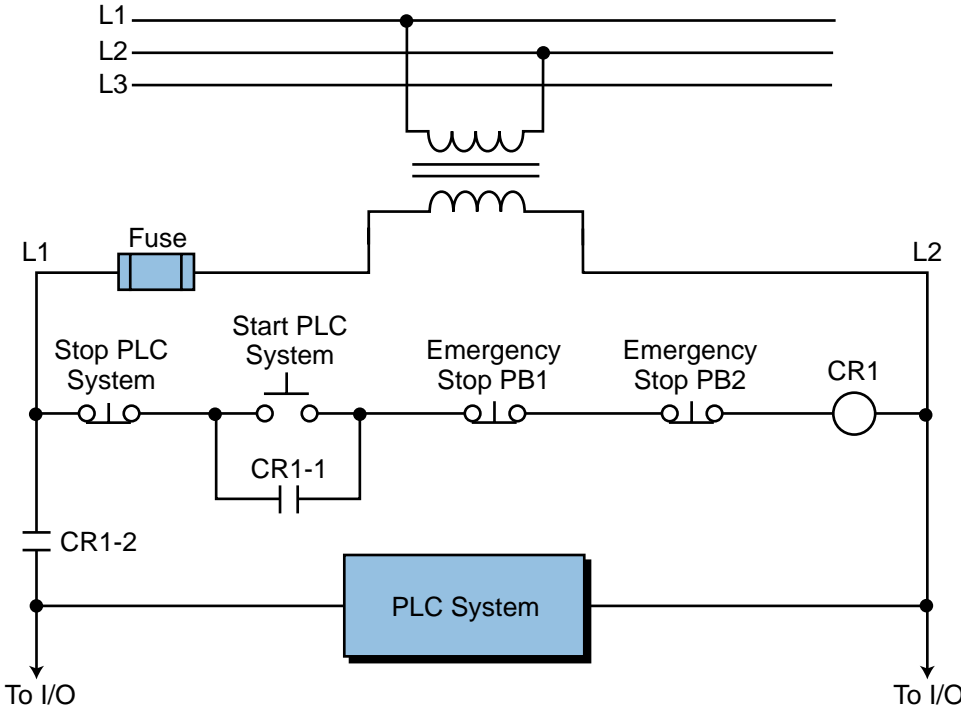 L1
L2
L3
L1
Fuse
L2
Stop PLC
System
Start PLC
System
Emergency
Stop PB1
Emergency
Stop PB2
CR1
CR1-1
CR1-2
PLC System
To I/O
To I/O